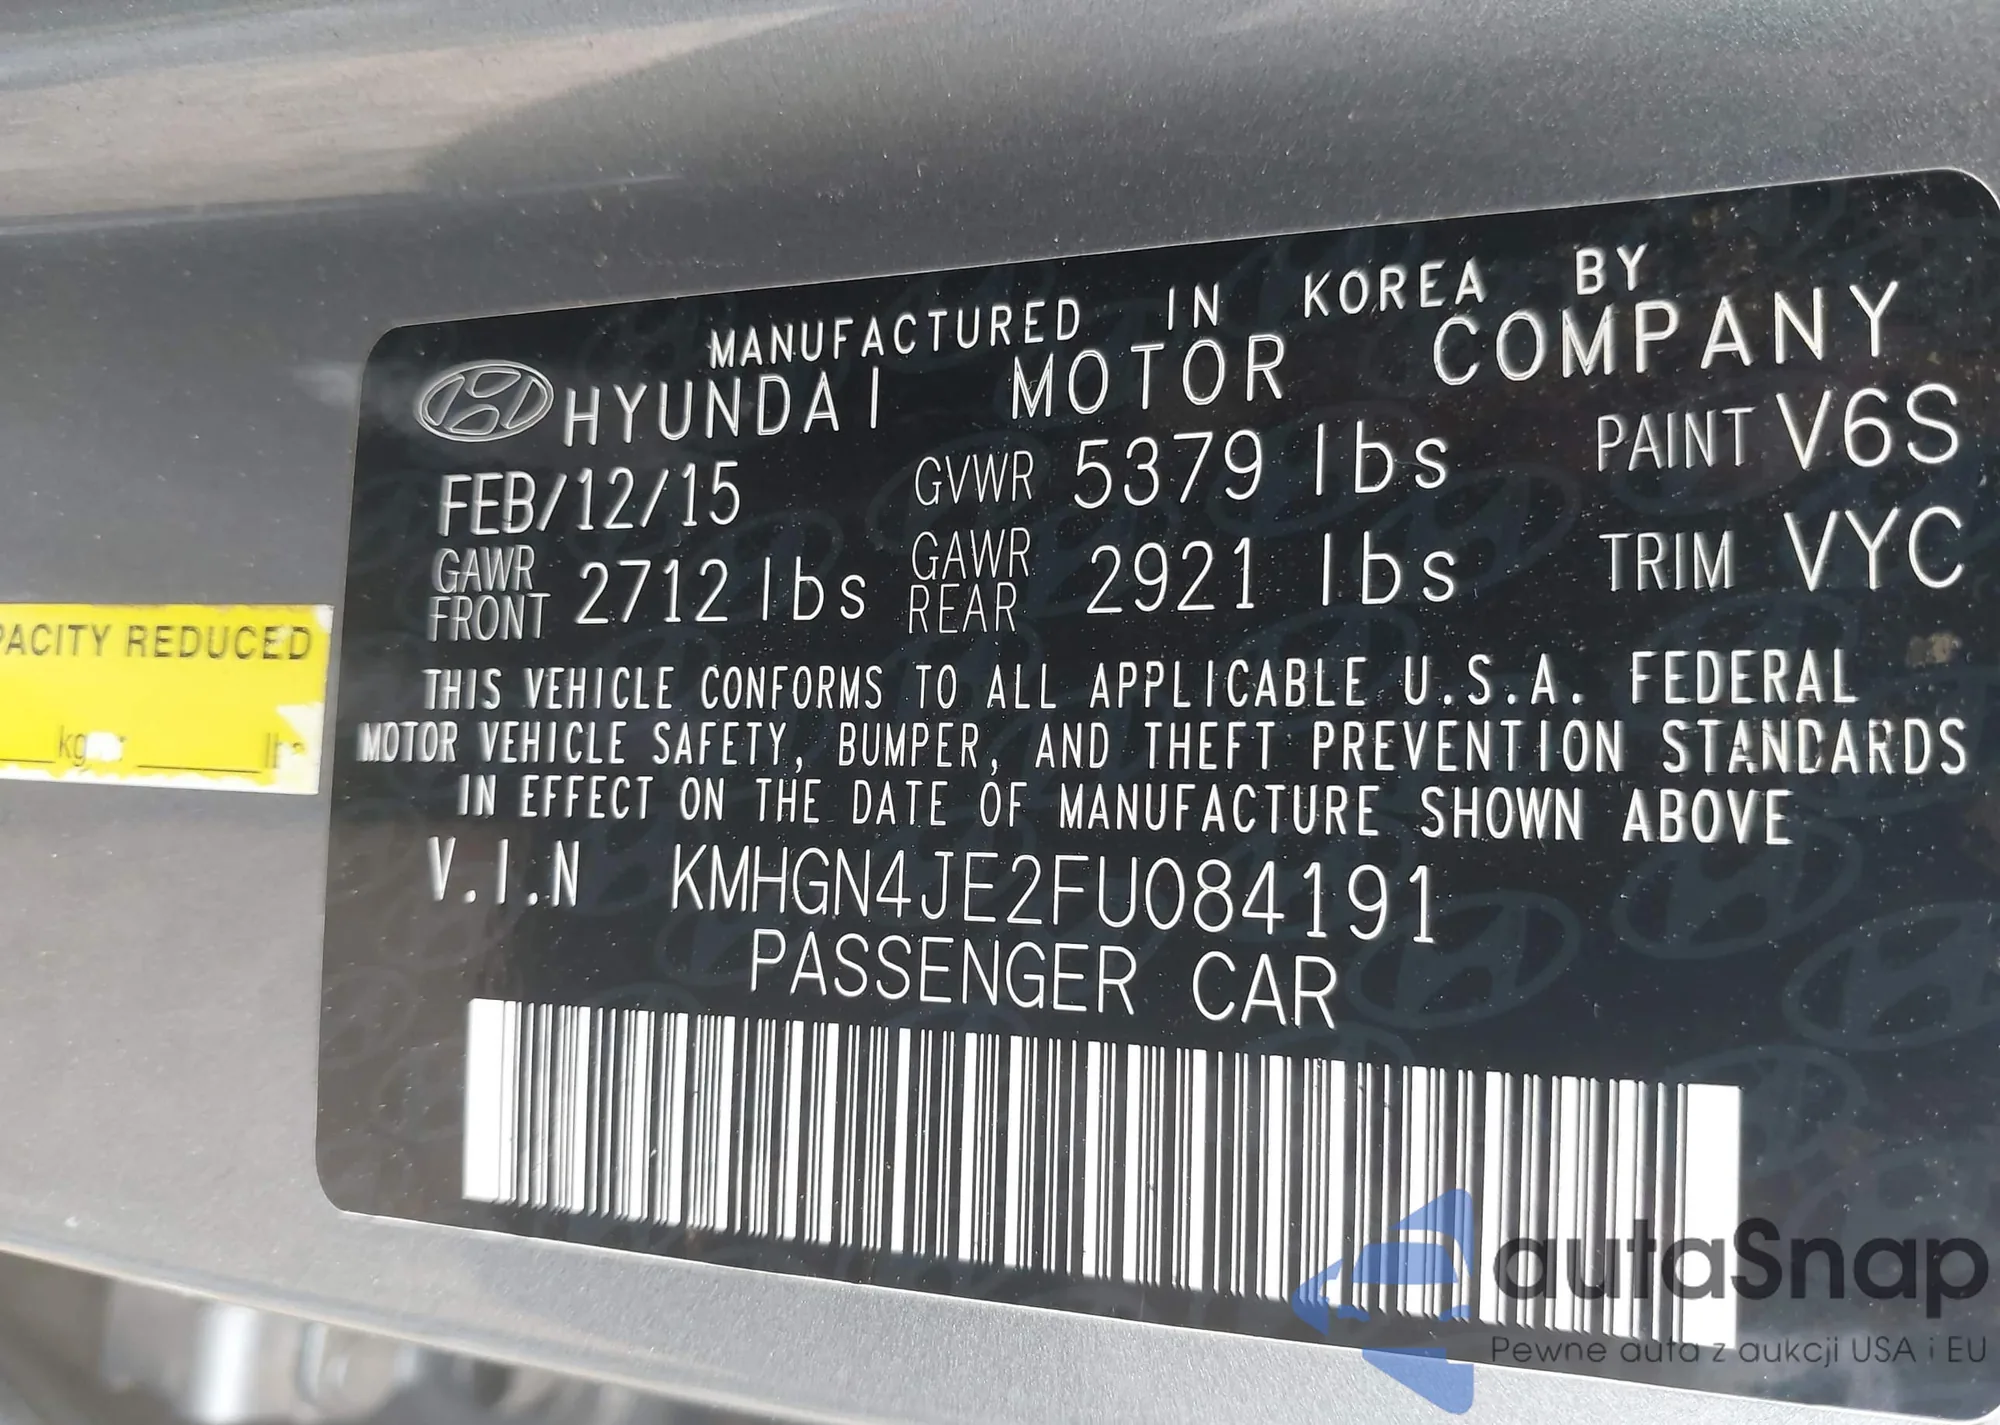 MANUFACTURED IN KOREA BY
HYUNDAI MOTOR COMPANY
FEB/12/15 GVWR 5379 lbs PAINT V6S
GAWR FRONT 2712 lbs GAWR REAR 2921 lbs TRIM VYC
THIS VEHICLE CONFORMS TO ALL APPLICABLE U.S.A. FEDERAL
MOTOR VEHICLE SAFETY, BUMPER, AND THEFT PREVENTION STANDARDS
IN EFFECT ON THE DATE OF MANUFACTURE SHOWN ABOVE
V.I.N KMHGN4JE2FU084191
PASSENGER CAR
PACITY REDUCED
kg
autaSnap
Pewne auta z aukcji USA i EU